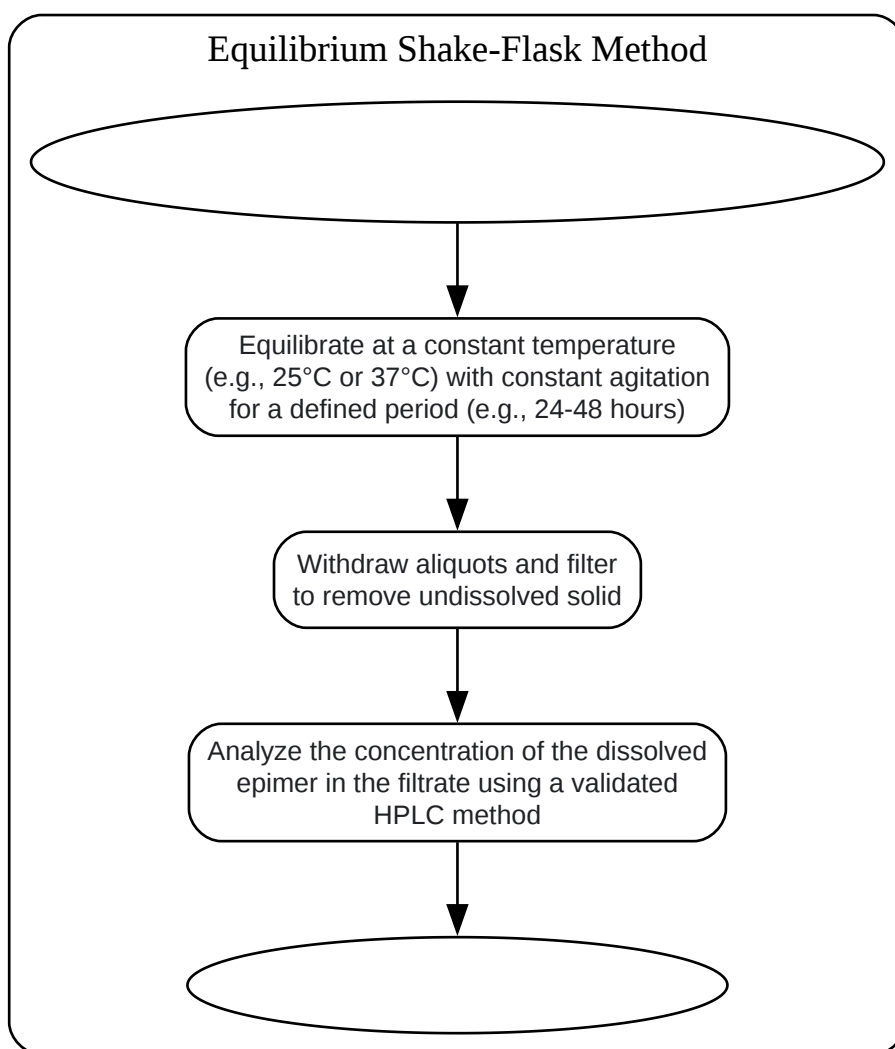 Equilibrium Shake-Flask Method
Equilibrate at a constant temperature
(e.g., 25°C or 37°C) with constant agitation
for a defined period (e.g., 24-48 hours)
Withdraw aliquots and filter
to remove undissolved solid
Analyze the concentration of the dissolved
epimer in the filtrate using a validated
HPLC method